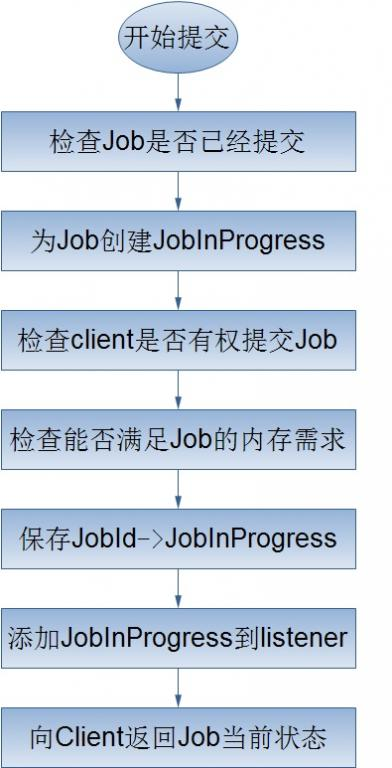 开始提交
检查Job是否已经提交
为Job创建JobInProgress
检查client是否有权提交Job
检查能否满足Job的内存需求
保存JobId->JobInProgress
添加JobInProgress到listener
向Client返回Job当前状态